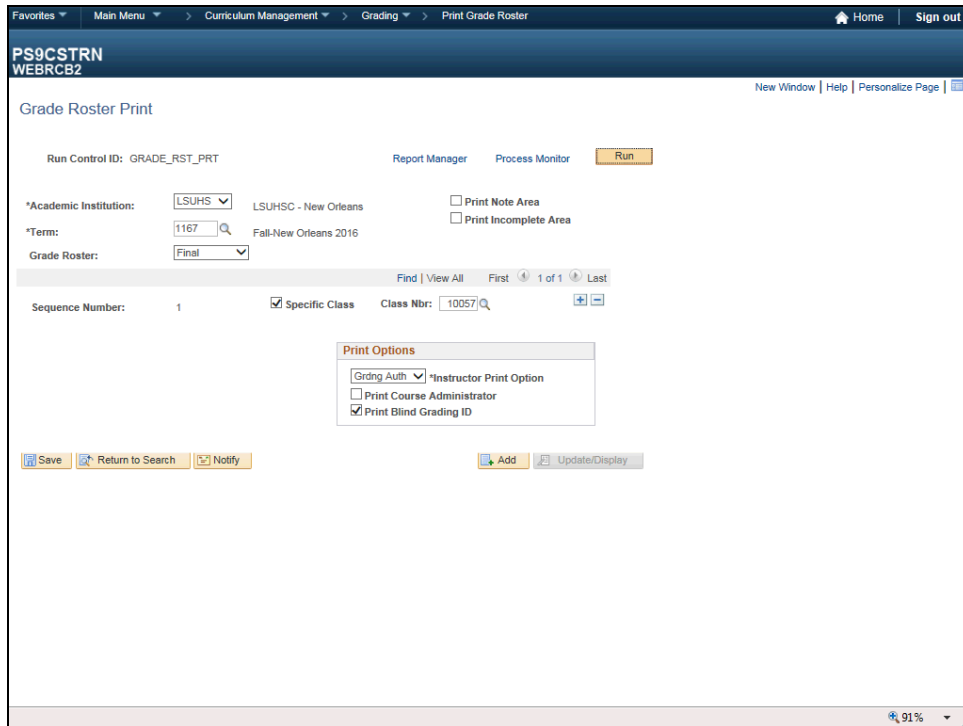 Favorites Main Menu > Curriculum Management > Grading > Print Grade Roster Home Sign out
PS9CSTRN
WEBRCB2
New Window | Help | Personalize Page |
Grade Roster Print
Run Control ID: GRADE_RST_PRT Report Manager Process Monitor Run
*Academic Institution: LSUHS LSUHSC - New Orleans Print Note Area
Print Incomplete Area
*Term: 1167 Fall-New Orleans 2016
Grade Roster: Final
Find | View All First 1 of 1 Last
Sequence Number: 1 Specific Class Class Nbr: 10057
Print Options
Grdng Auth *Instructor Print Option
Print Course Administrator
Print Blind Grading ID
Save Return to Search Notify Add Update/Display
91%